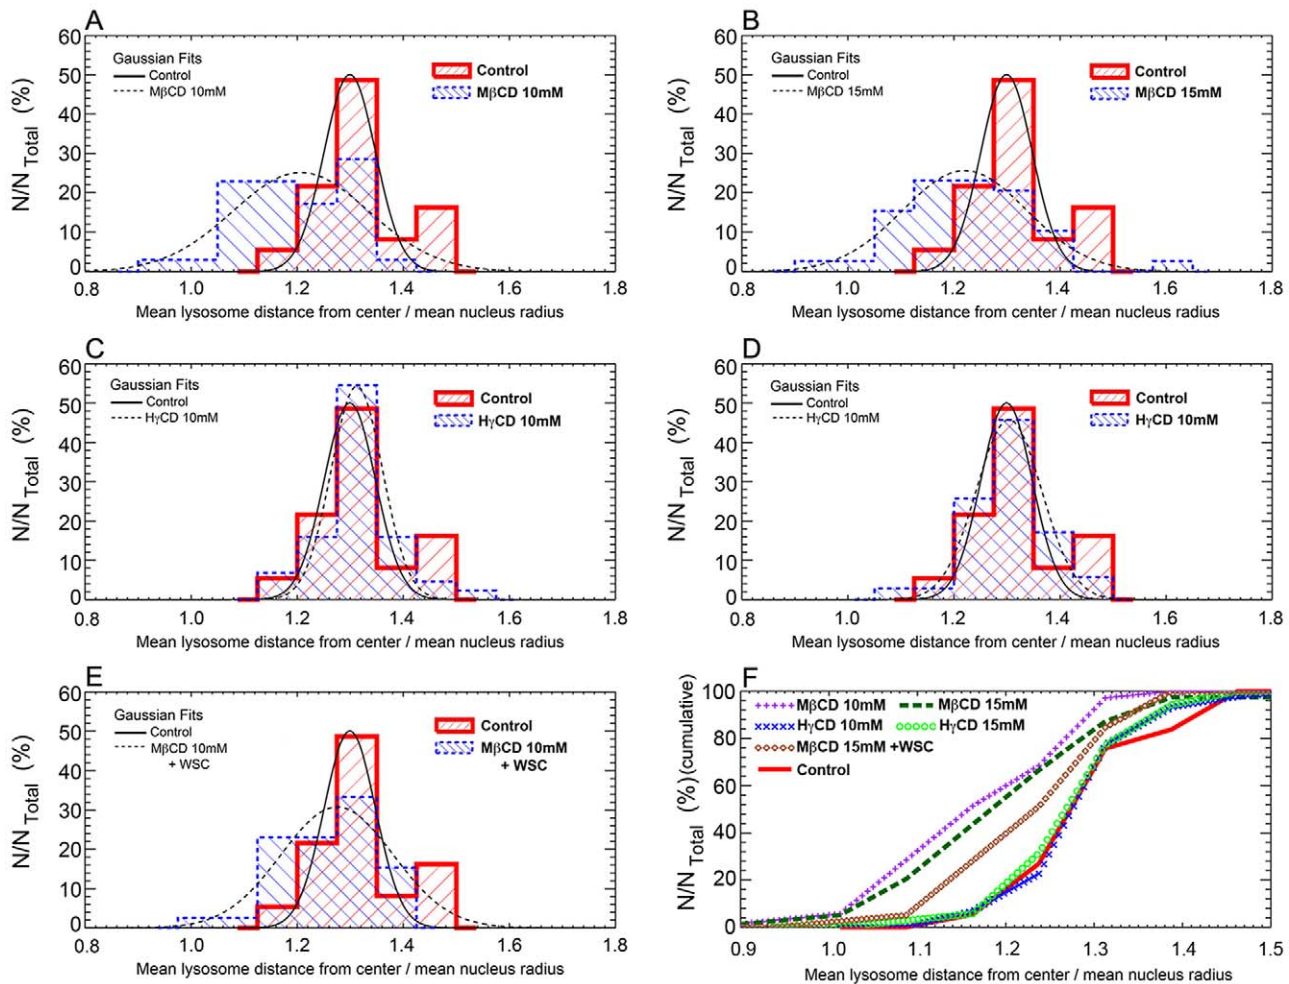 A
60
50
40
30
20
10
0
N/N Total (%)
Gaussian Fits
Control
MβCD 10mM
Control
MβCD 10mM
0.8 1.0 1.2 1.4 1.6 1.8
Mean lysosome distance from center / mean nucleus radius
B
60
50
40
30
20
10
0
N/N Total (%)
Gaussian Fits
Control
MβCD 15mM
Control
MβCD 15mM
0.8 1.0 1.2 1.4 1.6 1.8
Mean lysosome distance from center / mean nucleus radius
C
60
50
40
30
20
10
0
N/N Total (%)
Gaussian Fits
Control
HγCD 10mM
Control
HγCD 10mM
0.8 1.0 1.2 1.4 1.6 1.8
Mean lysosome distance from center / mean nucleus radius
D
60
50
40
30
20
10
0
N/N Total (%)
Gaussian Fits
Control
HγCD 10mM
Control
HγCD 10mM
0.8 1.0 1.2 1.4 1.6 1.8
Mean lysosome distance from center / mean nucleus radius
E
60
50
40
30
20
10
0
N/N Total (%)
Gaussian Fits
Control
MβCD 10mM
+ WSC
Control
MβCD 10mM
+ WSC
0.8 1.0 1.2 1.4 1.6 1.8
Mean lysosome distance from center / mean nucleus radius
F
100
80
60
40
20
0
N/N Total (%)(cumulative)
MβCD 10mM MβCD 15mM
HγCD 10mM HγCD 15mM
MβCD 15mM +WSC
Control
0.9 1.0 1.1 1.2 1.3 1.4 1.5
Mean lysosome distance from center / mean nucleus radius